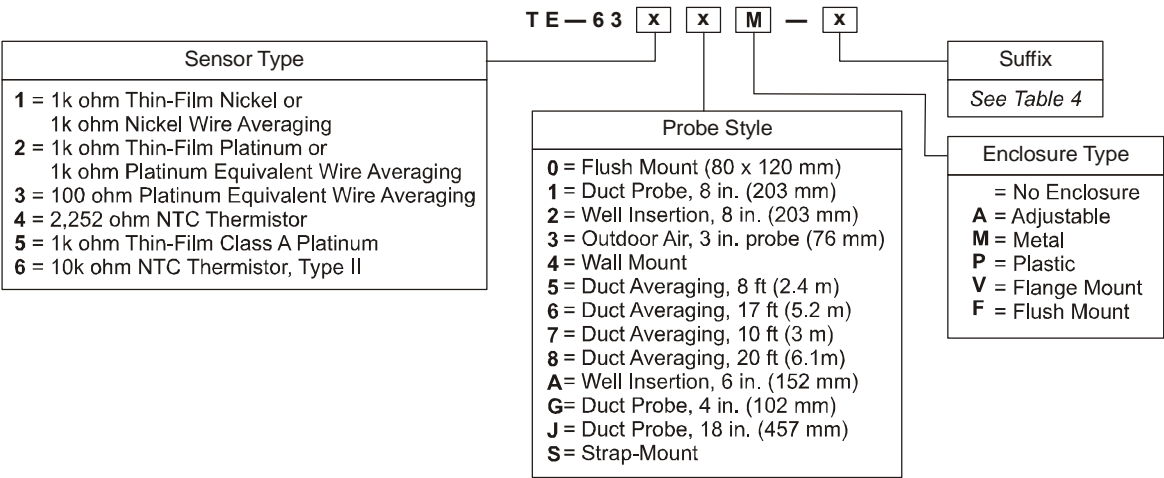 TE—63 x x M — x
Sensor Type
1 = 1k ohm Thin-Film Nickel or
1k ohm Nickel Wire Averaging
2 = 1k ohm Thin-Film Platinum or
1k ohm Platinum Equivalent Wire Averaging
3 = 100 ohm Platinum Equivalent Wire Averaging
4 = 2,252 ohm NTC Thermistor
5 = 1k ohm Thin-Film Class A Platinum
6 = 10k ohm NTC Thermistor, Type II
Probe Style
0 = Flush Mount (80 x 120 mm)
1 = Duct Probe, 8 in. (203 mm)
2 = Well Insertion, 8 in. (203 mm)
3 = Outdoor Air, 3 in. probe (76 mm)
4 = Wall Mount
5 = Duct Averaging, 8 ft (2.4 m)
6 = Duct Averaging, 17 ft (5.2 m)
7 = Duct Averaging, 10 ft (3 m)
8 = Duct Averaging, 20 ft (6.1m)
A= Well Insertion, 6 in. (152 mm)
G= Duct Probe, 4 in. (102 mm)
J = Duct Probe, 18 in. (457 mm)
S = Strap-Mount
Suffix
See Table 4
Enclosure Type
= No Enclosure
A = Adjustable
M = Metal
P = Plastic
V = Flange Mount
F = Flush Mount